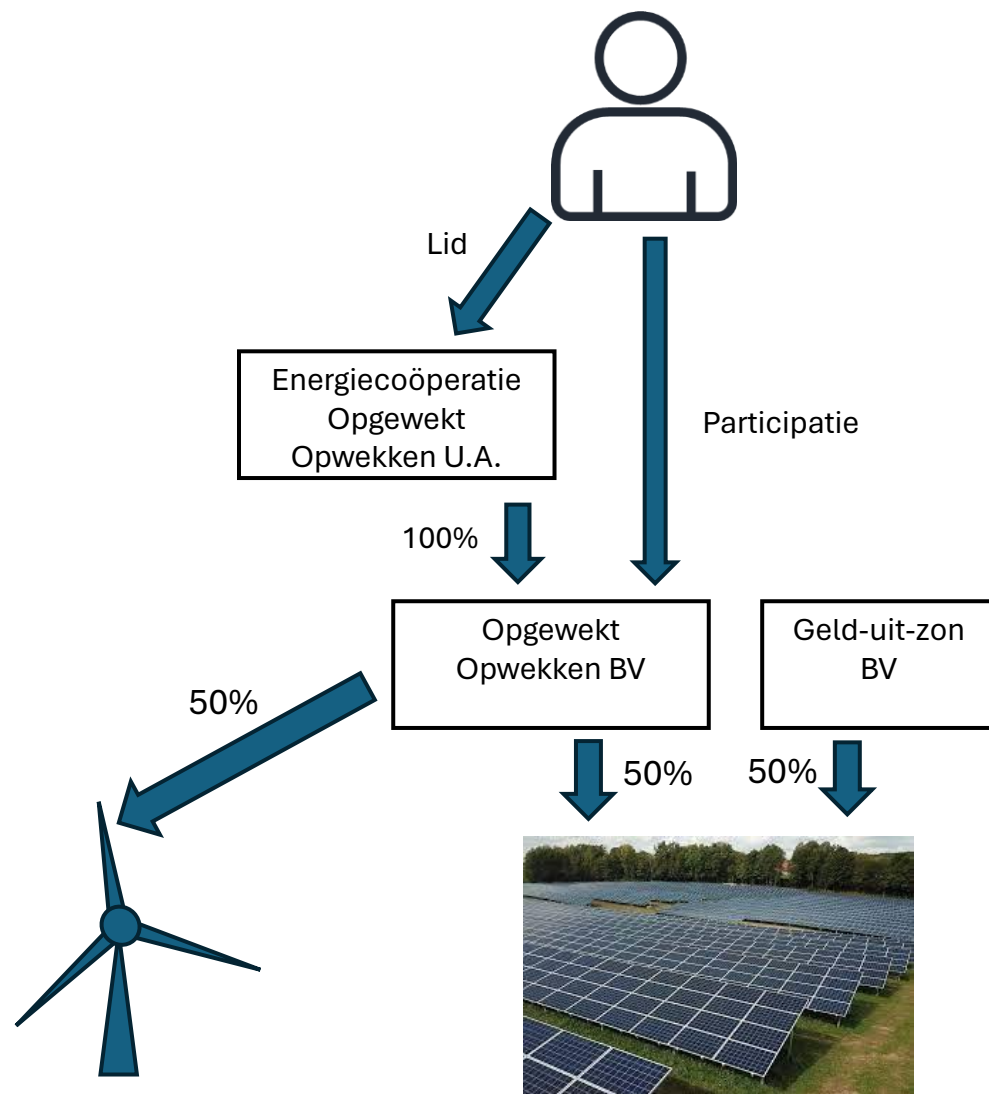 Lid
Energiecoöperatie
Opgewekt
Opwekken U.A.
Participatie
100%
Opgewekt
Opwekken BV
Geld-uit-zon
BV
50%
50%
50%